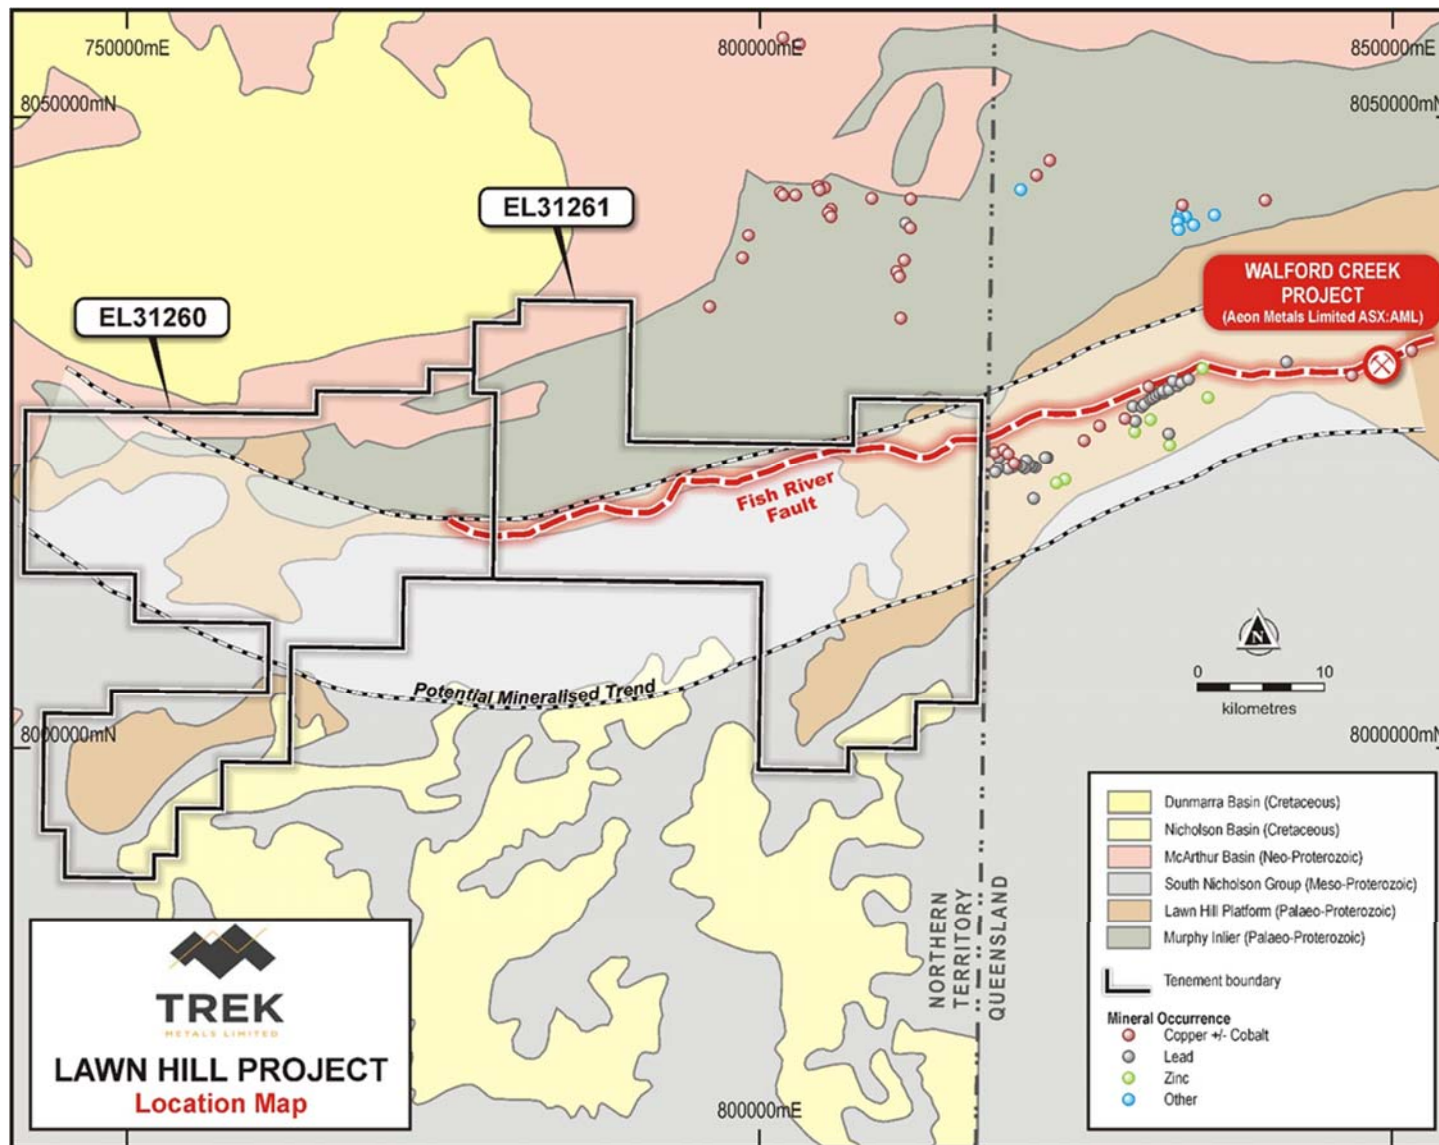 750000mE
800000mE
850000mE
8050000mN
8050000mN
EL31261
EL31260
WALFORD CREEK
PROJECT
(Aeon Metals Limited ASX:AML)
Fish River
Fault
Potential Mineralised Trend
N
0 10
kilometres
8000000mN
8000000mN
NORTHERN
TERRITORY
QUEENSLAND
Dunmarra Basin (Cretaceous)
Nicholson Basin (Cretaceous)
McArthur Basin (Neo-Proterozoic)
South Nicholson Group (Meso-Proterozoic)
Lawn Hill Platform (Palaeo-Proterozoic)
Murphy Inlier (Palaeo-Proterozoic)
Tenement boundary
Mineral Occurrence
Copper +/- Cobalt
Lead
Zinc
Other
TREK
METALS LIMITED
LAWN HILL PROJECT
Location Map
800000mE